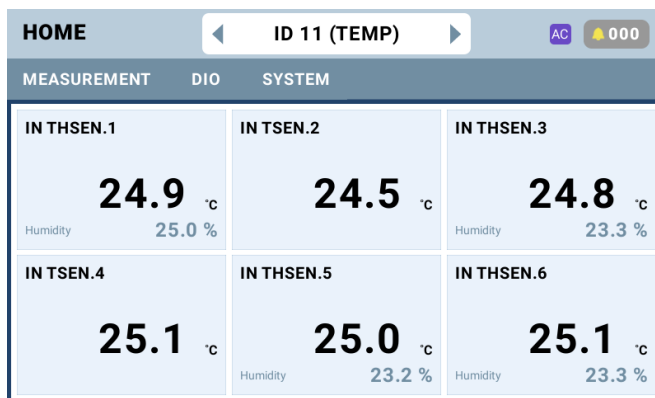 HOME
ID 11 (TEMP)
AC
000
MEASUREMENT DIO SYSTEM
IN THSEN.1
24.9 °C
Humidity 25.0 %
IN TSEN.2
24.5 °C
IN THSEN.3
24.8 °C
Humidity 23.3 %
IN TSEN.4
25.1 °C
IN THSEN.5
25.0 °C
Humidity 23.2 %
IN THSEN.6
25.1 °C
Humidity 23.3 %